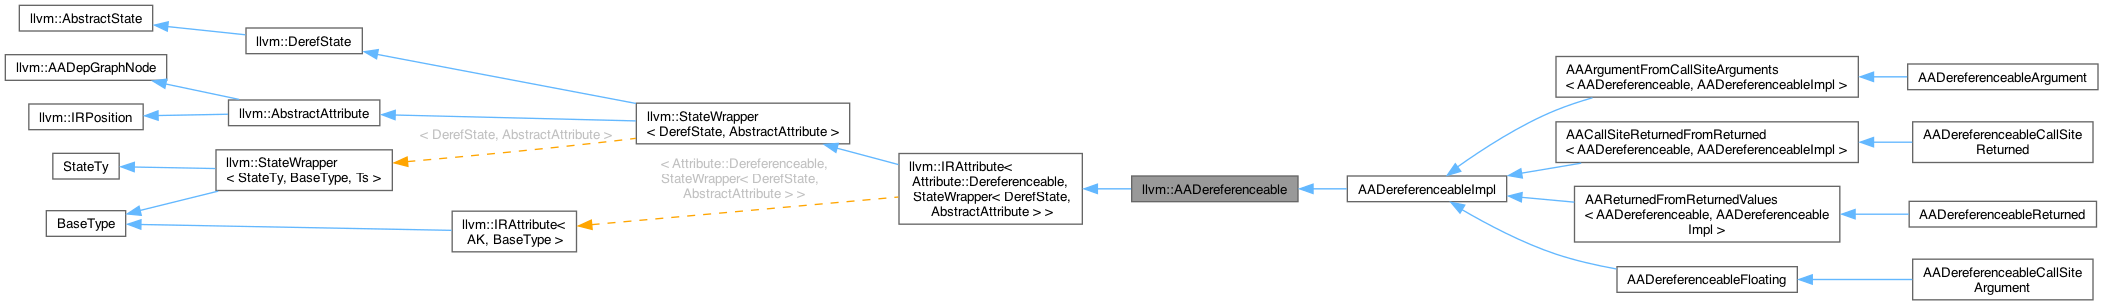 llvm::AbstractState
llvm::DerefState
llvm::AADepGraphNode
llvm::IRPosition
llvm::AbstractAttribute
StateTy
BaseType
llvm::StateWrapper
< StateTy, BaseType, Ts >
llvm::IRAttribute<
AK, BaseType >
< DerefState, AbstractAttribute >
llvm::StateWrapper
< DerefState, AbstractAttribute >
< Attribute::Dereferenceable,
StateWrapper< DerefState,
AbstractAttribute > >
llvm::IRAttribute<
Attribute::Dereferenceable,
StateWrapper< DerefState,
AbstractAttribute > >
llvm::AADereferenceable
AADereferenceableImpl
AAArgumentFromCallSiteArguments
< AADereferenceable, AADereferenceableImpl >
AADereferenceableArgument
AACallSiteReturnedFromReturned
< AADereferenceable, AADereferenceableImpl >
AADereferenceableCallSite
Returned
AAReturnedFromReturnedValues
< AADereferenceable, AADereferenceable
Impl >
AADereferenceableReturned
AADereferenceableFloating
AADereferenceableCallSite
Argument